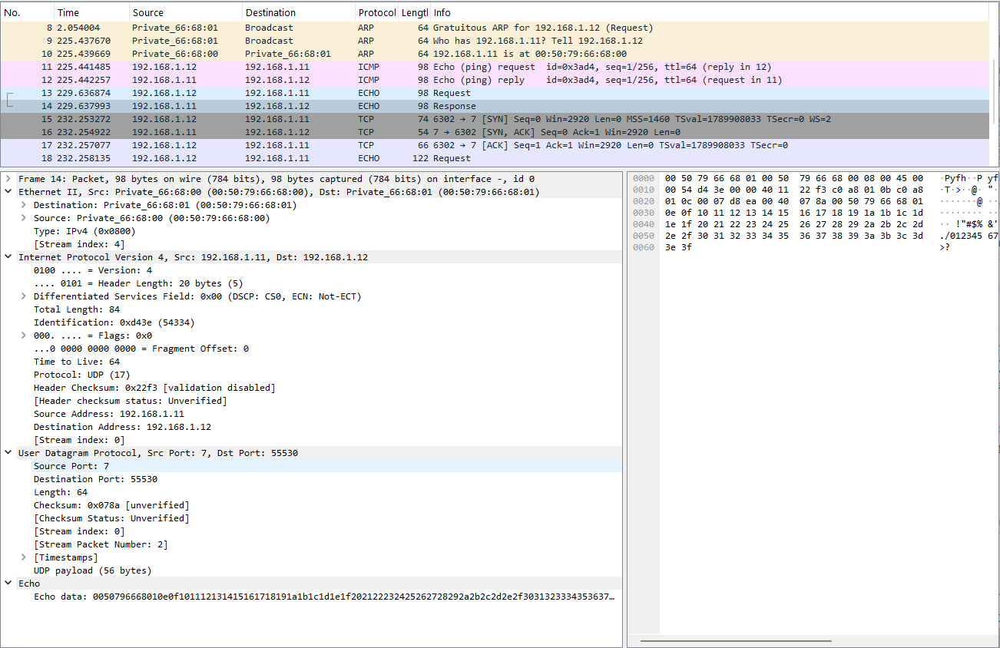 No. Time Source Destination Protocol Lengtl Info
8 2.054004 Private_66:68:01 Broadcast ARP 64 Gratuitous ARP for 192.168.1.12 (Request)
9 225.437670 Private_66:68:01 Broadcast ARP 64 Who has 192.168.1.11? Tell 192.168.1.12
10 225.439669 Private_66:68:00 Private_66:68:01 ARP 64 192.168.1.11 is at 00:50:79:66:68:00
11 225.441485 192.168.1.12 192.168.1.11 ICMP 98 Echo (ping) request id=0x3ad4, seq=1/256, ttl=64 (reply in 12)
12 225.442257 192.168.1.11 192.168.1.12 ICMP 98 Echo (ping) reply id=0x3ad4, seq=1/256, ttl=64 (request in 11)
13 229.636874 192.168.1.12 192.168.1.11 ECHO 98 Request
14 229.637993 192.168.1.11 192.168.1.12 ECHO 98 Response
15 232.253272 192.168.1.12 192.168.1.11 TCP 74 6302 → 7 [SYN] Seq=0 Win=2920 Len=0 MSS=1460 TSval=1789908033 TSecr=0 WS=2
16 232.254922 192.168.1.11 192.168.1.12 TCP 54 7 → 6302 [SYN, ACK] Seq=0 Ack=1 Win=2920 Len=0
17 232.257077 192.168.1.12 192.168.1.11 TCP 66 6302 → 7 [ACK] Seq=1 Ack=1 Win=2920 Len=0 TSval=1789908033 TSecr=0
18 232.258135 192.168.1.12 192.168.1.11 ECHO 122 Request
Frame 14: Packet, 98 bytes on wire (784 bits), 98 bytes captured (784 bits) on interface -, id 0
Ethernet II, Src: Private_66:68:00 (00:50:79:66:68:00), Dst: Private_66:68:01 (00:50:79:66:68:01)
Destination: Private_66:68:01 (00:50:79:66:68:01)
Source: Private_66:68:00 (00:50:79:66:68:00)
Type: IPv4 (0x0800)
[Stream index: 4]
Internet Protocol Version 4, Src: 192.168.1.11, Dst: 192.168.1.12
0100 .... = Version: 4
.... 0101 = Header Length: 20 bytes (5)
Differentiated Services Field: 0x00 (DSCP: CS0, ECN: Not-ECT)
Total Length: 84
Identification: 0xd43e (54334)
000. .... = Flags: 0x0
...0 0000 0000 0000 = Fragment Offset: 0
Time to Live: 64
Protocol: UDP (17)
Header Checksum: 0x22f3 [validation disabled]
[Header checksum status: Unverified]
Source Address: 192.168.1.11
Destination Address: 192.168.1.12
[Stream index: 0]
User Datagram Protocol, Src Port: 7, Dst Port: 55530
Source Port: 7
Destination Port: 55530
Length: 64
Checksum: 0x078a [unverified]
[Checksum Status: Unverified]
[Stream index: 0]
[Stream Packet Number: 2]
[Timestamps]
UDP payload (56 bytes)
Echo
Echo data: 0050796668010e0f101112131415161718191a1b1c1d1e1f202122232425262728292a2b2c2d2e2f3031323334353637…
0000 00 50 79 66 68 01 00 50 79 66 68 00 08 00 45 00 ·Pyfh··P yf
0010 00 54 d4 3e 00 00 40 11 22 f3 c0 a8 01 0b c0 a8 ·T·>··@· "·
0020 01 0c 00 07 d8 ea 00 40 07 8a 00 50 79 66 68 01 ·······@ ··
0030 0e 0f 10 11 12 13 14 15 16 17 18 19 1a 1b 1c 1d ········ ··
0040 1e 1f 20 21 22 23 24 25 26 27 28 29 2a 2b 2c 2d ·· !"#$% &'
0050 2e 2f 30 31 32 33 34 35 36 37 38 39 3a 3b 3c 3d ./012345 67
0060 3e 3f >?